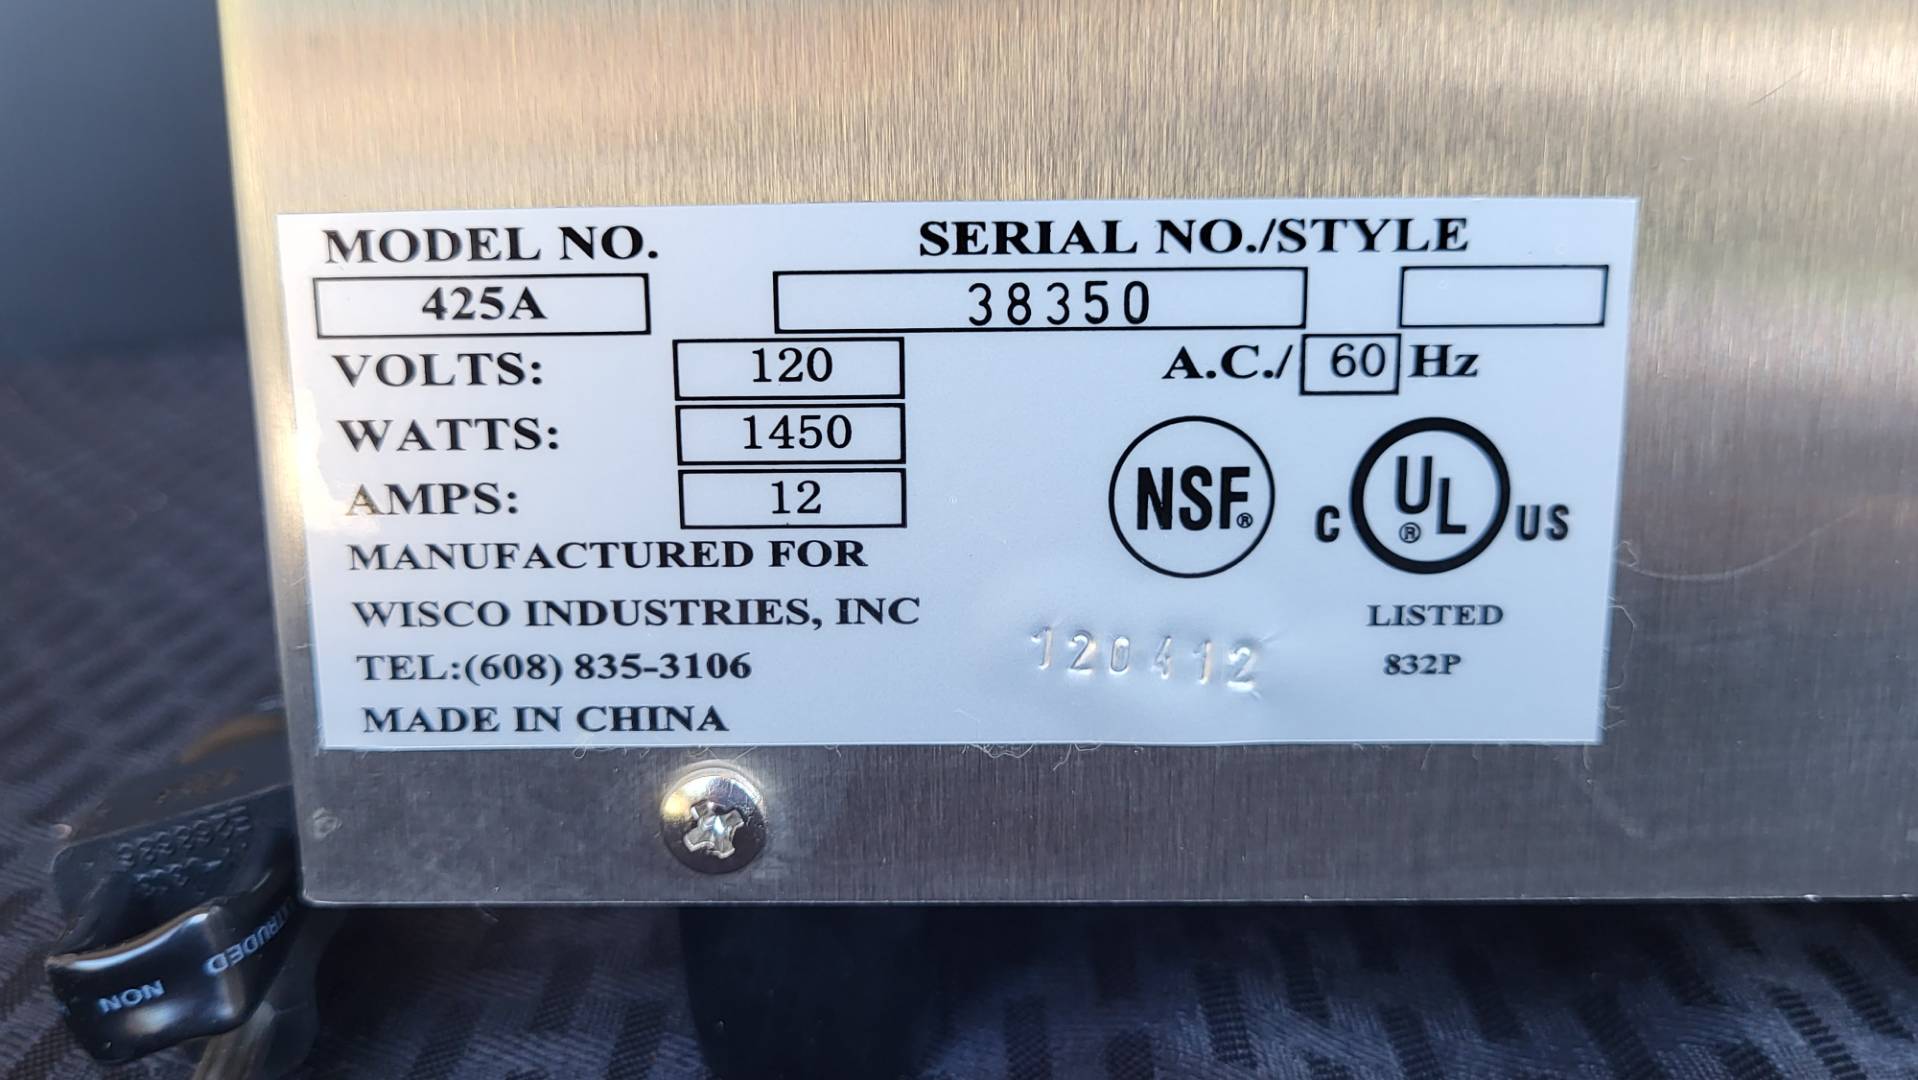 MODEL NO. SERIAL NO./STYLE
425A 38350
VOLTS: 120 A.C./ 60 Hz
WATTS: 1450
AMPS: 12
NSF®
C UL® US
MANUFACTURED FOR
WISCO INDUSTRIES, INC
LISTED
TEL:(608) 835-3106
120412
832P
MADE IN CHINA
NON